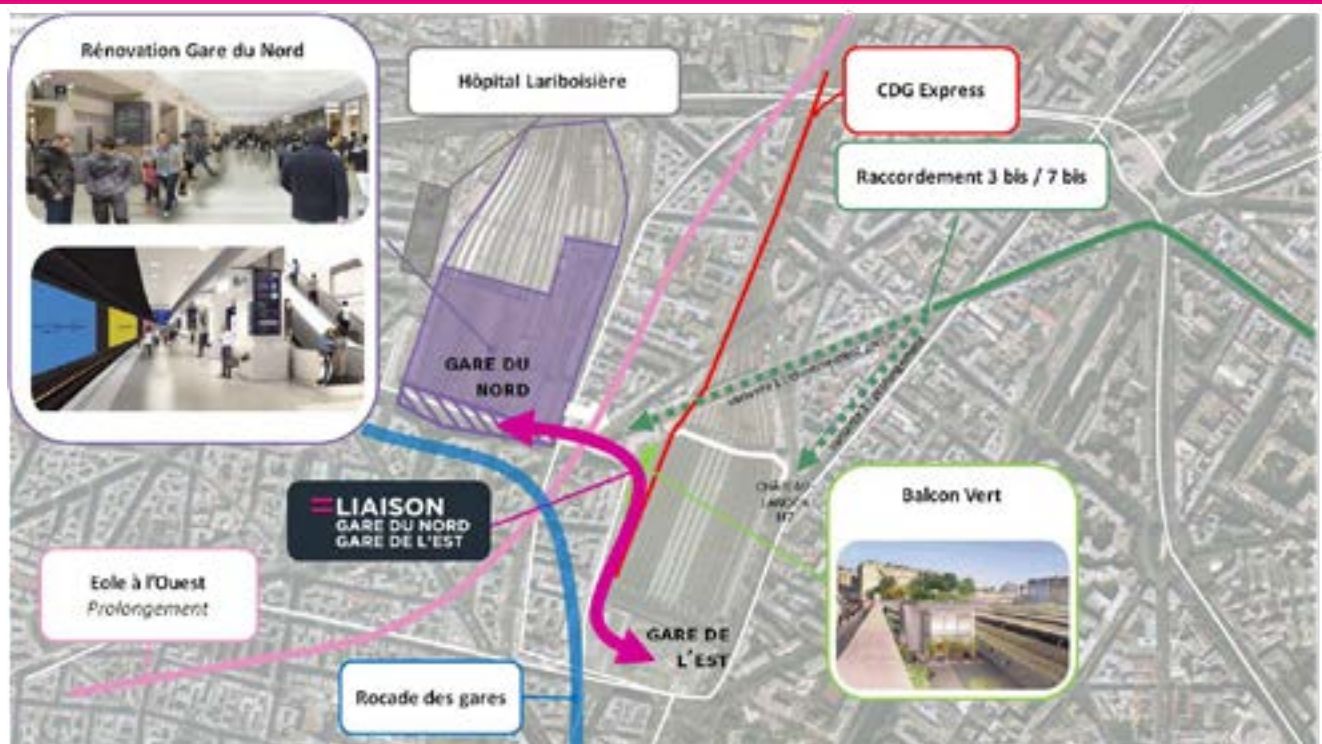 Rénovation Gare du Nord
Hôpital Lariboisière
CDG Express
Raccordement 3 bis / 7 bis
GARE DU
NORD
LIAISON
GARE DU NORD
GARE DE L'EST
Balcon Vert
Eole à l'Ouest
Prolongement
GARE DE
L'EST
Rocade des gares